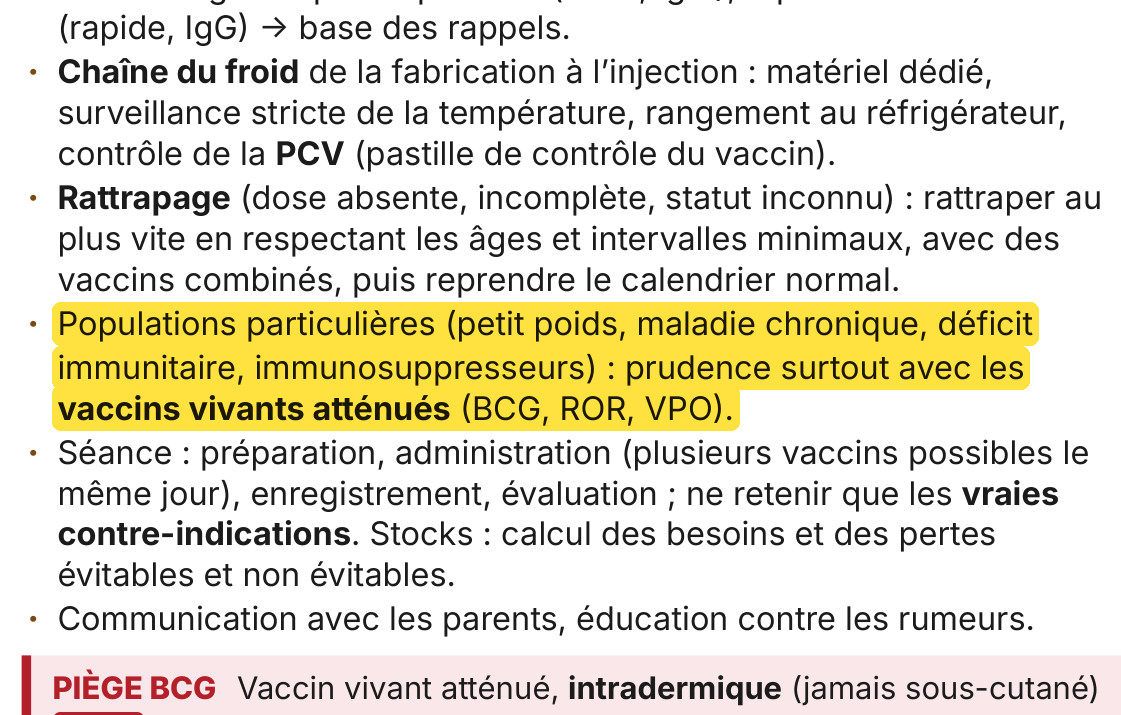 (rapide, IgG) → base des rappels.
• Chaîne du froid de la fabrication à l’injection : matériel dédié,
surveillance stricte de la température, rangement au réfrigérateur,
contrôle de la PCV (pastille de contrôle du vaccin).
• Rattrapage (dose absente, incomplète, statut inconnu) : rattraper au
plus vite en respectant les âges et intervalles minimaux, avec des
vaccins combinés, puis reprendre le calendrier normal.
• Populations particulières (petit poids, maladie chronique, déficit
immunitaire, immunosuppresseurs) : prudence surtout avec les
vaccins vivants atténués (BCG, ROR, VPO).
• Séance : préparation, administration (plusieurs vaccins possibles le
même jour), enregistrement, évaluation ; ne retenir que les vraies
contre-indications. Stocks : calcul des besoins et des pertes
évitables et non évitables.
• Communication avec les parents, éducation contre les rumeurs.
PIÈGE BCG Vaccin vivant atténué, intradermique (jamais sous-cutané)